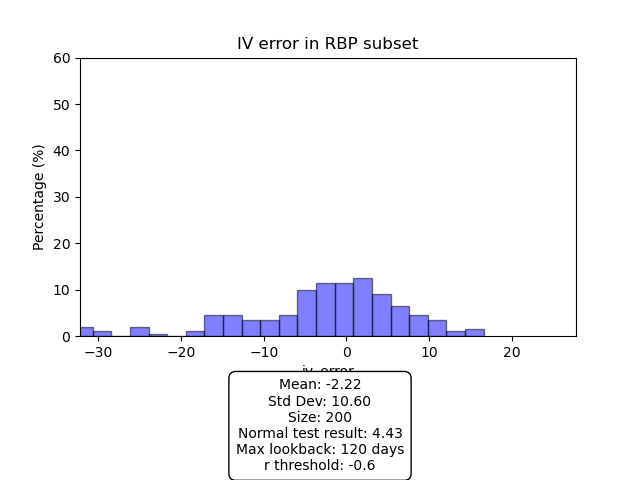 IV error in RBP subset
60
50
40
30
20
10
0
Percentage (%)
−30
−20
−10
0
10
20
iv_error
Mean: -2.22
Std Dev: 10.60
Size: 200
Normal test result: 4.43
Max lookback: 120 days
r threshold: -0.6